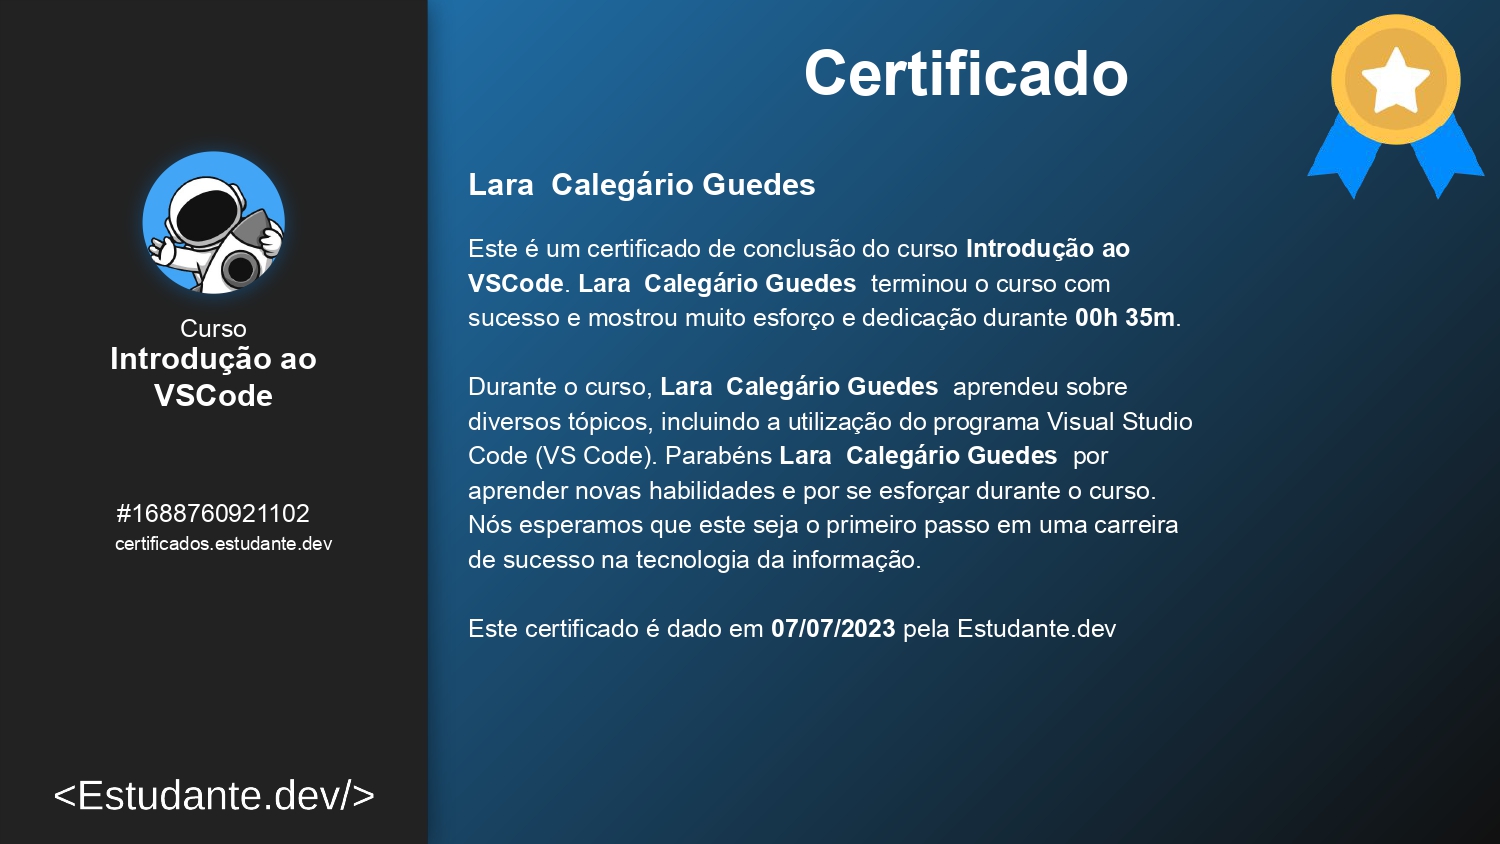 Certificado
Curso
Introdução ao
VSCode
#1688760921102
certificados.estudante.dev
<Estudante.dev/>
Lara  Calegário Guedes
Este é um certificado de conclusão do curso Introdução ao
VSCode. Lara  Calegário Guedes  terminou o curso com
sucesso e mostrou muito esforço e dedicação durante 00h 35m.
Durante o curso, Lara  Calegário Guedes  aprendeu sobre
diversos tópicos, incluindo a utilização do programa Visual Studio
Code (VS Code). Parabéns Lara  Calegário Guedes  por
aprender novas habilidades e por se esforçar durante o curso.
Nós esperamos que este seja o primeiro passo em uma carreira
de sucesso na tecnologia da informação.
Este certificado é dado em 07/07/2023 pela Estudante.dev